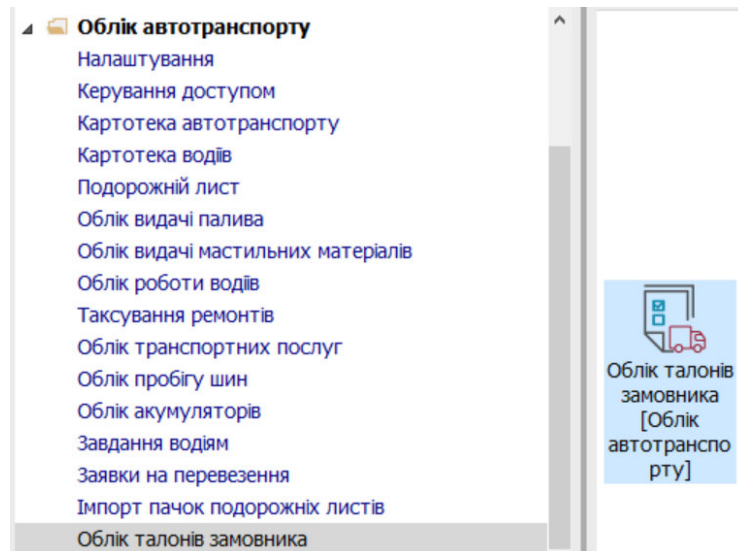 Облік автотранспорту
Налаштування
Керування доступом
Картотека автотранспорту
Картотека водіїв
Подорожній лист
Облік видачі палива
Облік видачі мастильних матеріалів
Облік роботи водіїв
Таксування ремонтів
Облік транспортних послуг
Облік пробігу шин
Облік акумуляторів
Завдання водіям
Заявки на перевезення
Імпорт пачок подорожніх листів
Облік талонів замовника
Облік талонів
замовника
[Облік
автотранспо
рту]